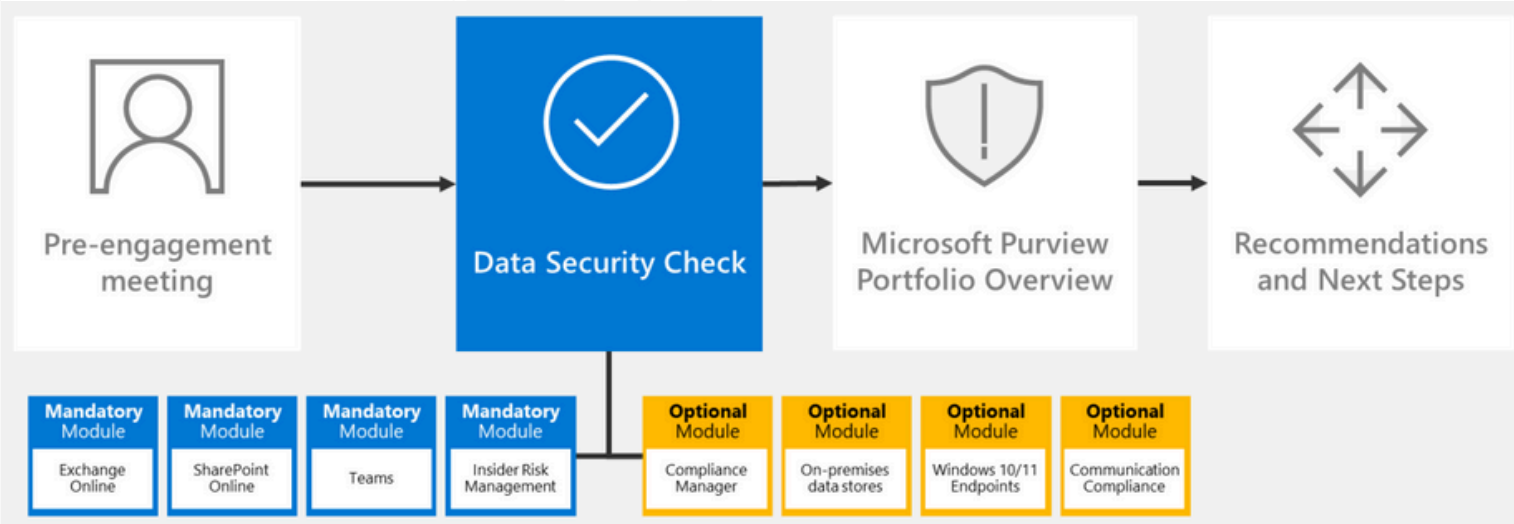 Pre-engagement
meeting
Data Security Check
Microsoft Purview
Portfolio Overview
Recommendations
and Next Steps
Mandatory
Module
Exchange
Online
Mandatory
Module
SharePoint
Online
Mandatory
Module
Teams
Mandatory
Module
Insider Risk
Management
Optional
Module
Compliance
Manager
Optional
Module
On-premises
data stores
Optional
Module
Windows 10/11
Endpoints
Optional
Module
Communication
Compliance